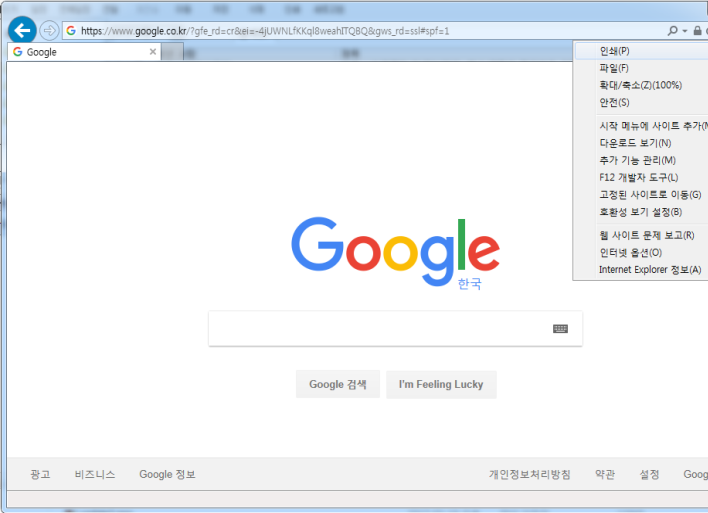 https://www.google.co.kr/?gfe_rd=cr&ei=-4jUWNLfKKql8weahITQBQ&gws_rd=ssl#spf=1
Google
인쇄(P)
파일(F)
확대/축소(Z)(100%)
안전(S)
시작 메뉴에 사이트 추가(M
다운로드 보기(N)
추가 기능 관리(M)
F12 개발자 도구(L)
고정된 사이트로 이동(G)
호환성 보기 설정(B)
웹 사이트 문제 보고(R)
인터넷 옵션(O)
Internet Explorer 정보(A)
Google
한국
Google 검색 I'm Feeling Lucky
광고 비즈니스 Google 정보 개인정보처리방침 약관 설정 Goog